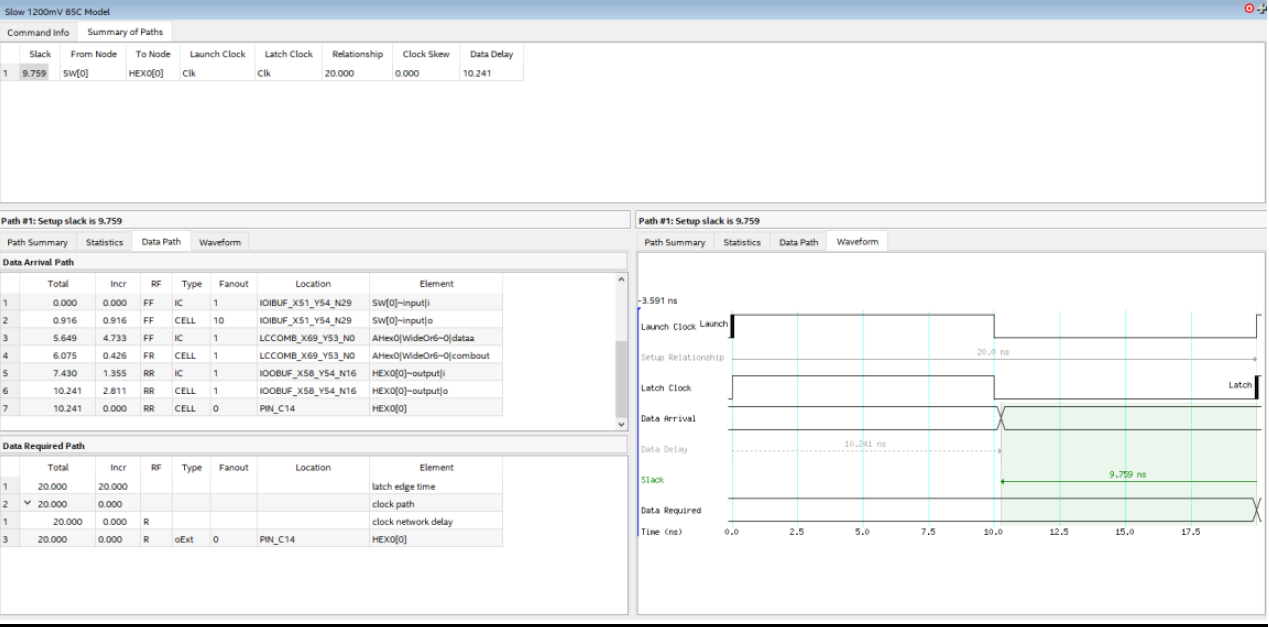 Slow 1200mV 85C Model
Command Info Summary of Paths
Slack From Node To Node Launch Clock Latch Clock Relationship Clock Skew Data Delay
1 9.759 SW[0] HEX0[0] Clk Clk 20.000 0.000 10.241
Path #1: Setup slack is 9.759
Path Summary Statistics Data Path Waveform
Data Arrival Path
Total Incr RF Type Fanout Location Element
1 0.000 0.000 FF IC 1 IOIBUF_X51_Y54_N29 SW[0]~input|i
2 0.916 0.916 FF CELL 10 IOIBUF_X51_Y54_N29 SW[0]~input|o
3 5.649 4.733 FF IC 1 LCCOMB_X69_Y53_N0 AHex0|WideOr6~0|dataa
4 6.075 0.426 FR CELL 1 LCCOMB_X69_Y53_N0 AHex0|WideOr6~0|combout
5 7.430 1.355 RR IC 1 IOOBUF_X58_Y54_N16 HEX0[0]~output|i
6 10.241 2.811 RR CELL 1 IOOBUF_X58_Y54_N16 HEX0[0]~output|o
7 10.241 0.000 RR CELL 0 PIN_C14 HEX0[0]
Data Required Path
Total Incr RF Type Fanout Location Element
1 20.000 20.000 latch edge time
2 20.000 0.000 clock path
1 20.000 0.000 R clock network delay
3 20.000 0.000 R oExt 0 PIN_C14 HEX0[0]
Path #1: Setup slack is 9.759
Path Summary Statistics Data Path Waveform
-3.591 ns
Launch Clock Launch
Setup Relationship 20.0 ns
Latch Clock Latch
Data Arrival
Data Delay 10.241 ns
Slack 9.759 ns
Data Required
Time (ns) 0.0 2.5 5.0 7.5 10.0 12.5 15.0 17.5